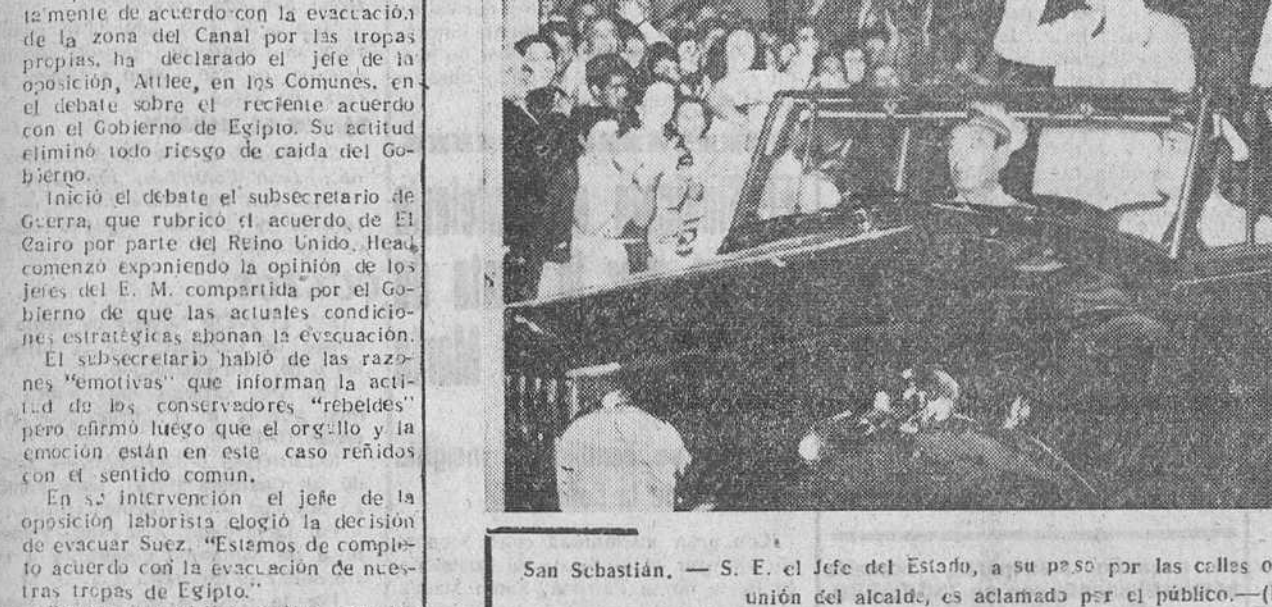 tamente de acuerdo con la evacuación
de la zona del Canal por las tropas
propias, ha declarado el jefe de la
oposición, Attlee, en los Comunes, en
el debate sobre el reciente acuerdo
con el Gobierno de Egipto. Su actitud
eliminó todo riesgo de caida del Go-
bierno.
Inició el debate el subsecretario de
Guerra, que rubricó el acuerdo de El
Cairo por parte del Reino Unido. Head,
comenzó exponiendo la opinión de los
jefes del E. M. compartida por el Go-
bierno de que las actuales condicio-
nes estratégicas abonan la evacuación.
El subsecretario habló de las razo-
nes "emotivas" que informan la acti-
tud de los conservadores "rebeldes"
pero afirmó luego que el orgullo y la
emoción están en este caso reñidos
con el sentido común.
En su intervención el jefe de la
oposición laborista elogió la decisión
de evacuar Suez. "Estamos de comple-
to acuerdo con la evacuación de nues-
tras tropas de Egipto."
San Sebastián. — S. E. el Jefe del Estado, a su paso por las calles
unión del alcalde, es aclamado por el público.—